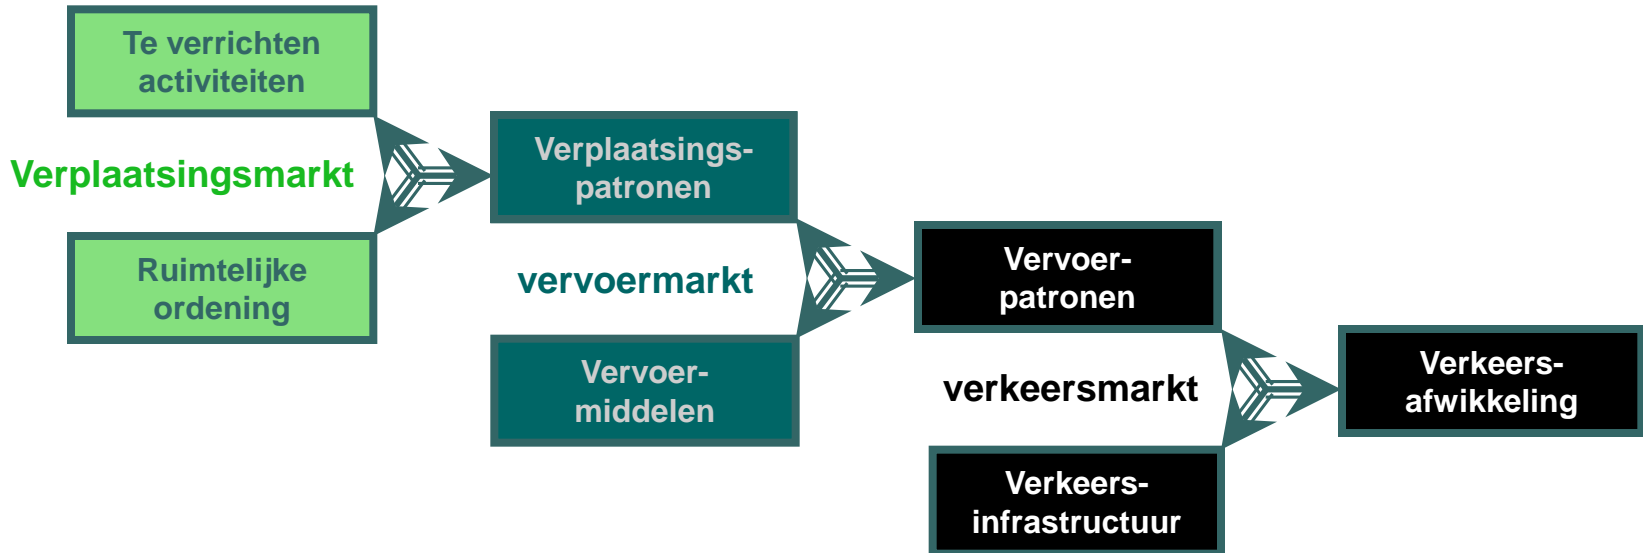 Te verrichten
activiteiten
Verplaatsingsmarkt
Ruimtelijke
ordening
Verplaatsings-
patronen
vervoermarkt
Vervoer-
middelen
Vervoer-
patronen
verkeersmarkt
Verkeers-
infrastructuur
Verkeers-
afwikkeling